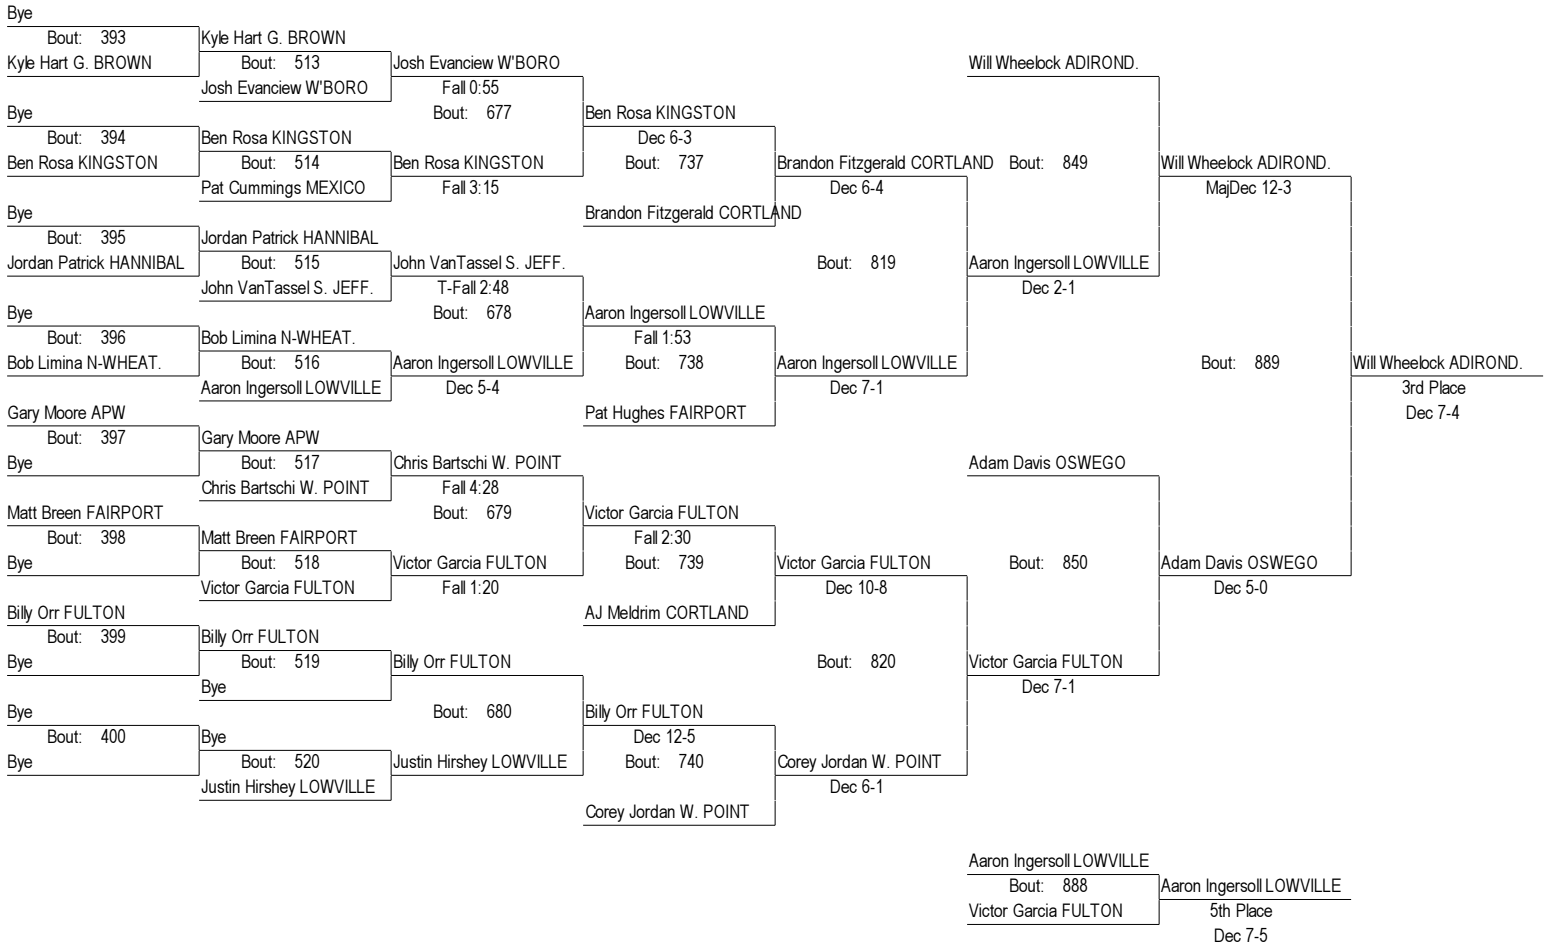 Bye
Bout: 393 Kyle Hart G. BROWN
Kyle Hart G. BROWN Bout: 513 Josh Evanciew W'BORO Will Wheelock ADIROND.
Josh Evanciew W'BORO Fall 0:55
Bye Bout: 677 Ben Rosa KINGSTON
Bout: 394 Ben Rosa KINGSTON Dec 6-3
Ben Rosa KINGSTON Bout: 514 Ben Rosa KINGSTON Bout: 737 Brandon Fitzgerald CORTLAND Bout: 849 Will Wheelock ADIROND.
Pat Cummings MEXICO Fall 3:15 Dec 6-4 MajDec 12-3
Bye Brandon Fitzgerald CORTLAND
Bout: 395 Jordan Patrick HANNIBAL
Jordan Patrick HANNIBAL Bout: 515 John VanTassel S. JEFF. Bout: 819 Aaron Ingersoll LOWVILLE
John VanTassel S. JEFF. T-Fall 2:48 Dec 2-1
Bye Bout: 678 Aaron Ingersoll LOWVILLE
Bout: 396 Bob Limina N-WHEAT. Fall 1:53
Bob Limina N-WHEAT. Bout: 516 Aaron Ingersoll LOWVILLE Bout: 738 Aaron Ingersoll LOWVILLE Bout: 889 Will Wheelock ADIROND.
Aaron Ingersoll LOWVILLE Dec 5-4 Dec 7-1 3rd Place
Gary Moore APW Pat Hughes FAIRPORT Dec 7-4
Bout: 397 Gary Moore APW
Bye Bout: 517 Chris Bartschi W. POINT Adam Davis OSWEGO
Chris Bartschi W. POINT Fall 4:28
Matt Breen FAIRPORT Bout: 679 Victor Garcia FULTON
Bout: 398 Matt Breen FAIRPORT Fall 2:30
Bye Bout: 518 Victor Garcia FULTON Bout: 739 Victor Garcia FULTON Bout: 850 Adam Davis OSWEGO
Victor Garcia FULTON Fall 1:20 Dec 10-8 Dec 5-0
Billy Orr FULTON AJ Meldrim CORTLAND
Bout: 399 Billy Orr FULTON
Bye Bout: 519 Billy Orr FULTON Bout: 820 Victor Garcia FULTON
Bye Dec 7-1
Bye Bout: 680 Billy Orr FULTON
Bout: 400 Bye Dec 12-5
Bye Bout: 520 Justin Hirshey LOWVILLE Bout: 740 Corey Jordan W. POINT
Justin Hirshey LOWVILLE Dec 6-1
Corey Jordan W. POINT
Aaron Ingersoll LOWVILLE
Bout: 888 Aaron Ingersoll LOWVILLE
Victor Garcia FULTON 5th Place
Dec 7-5